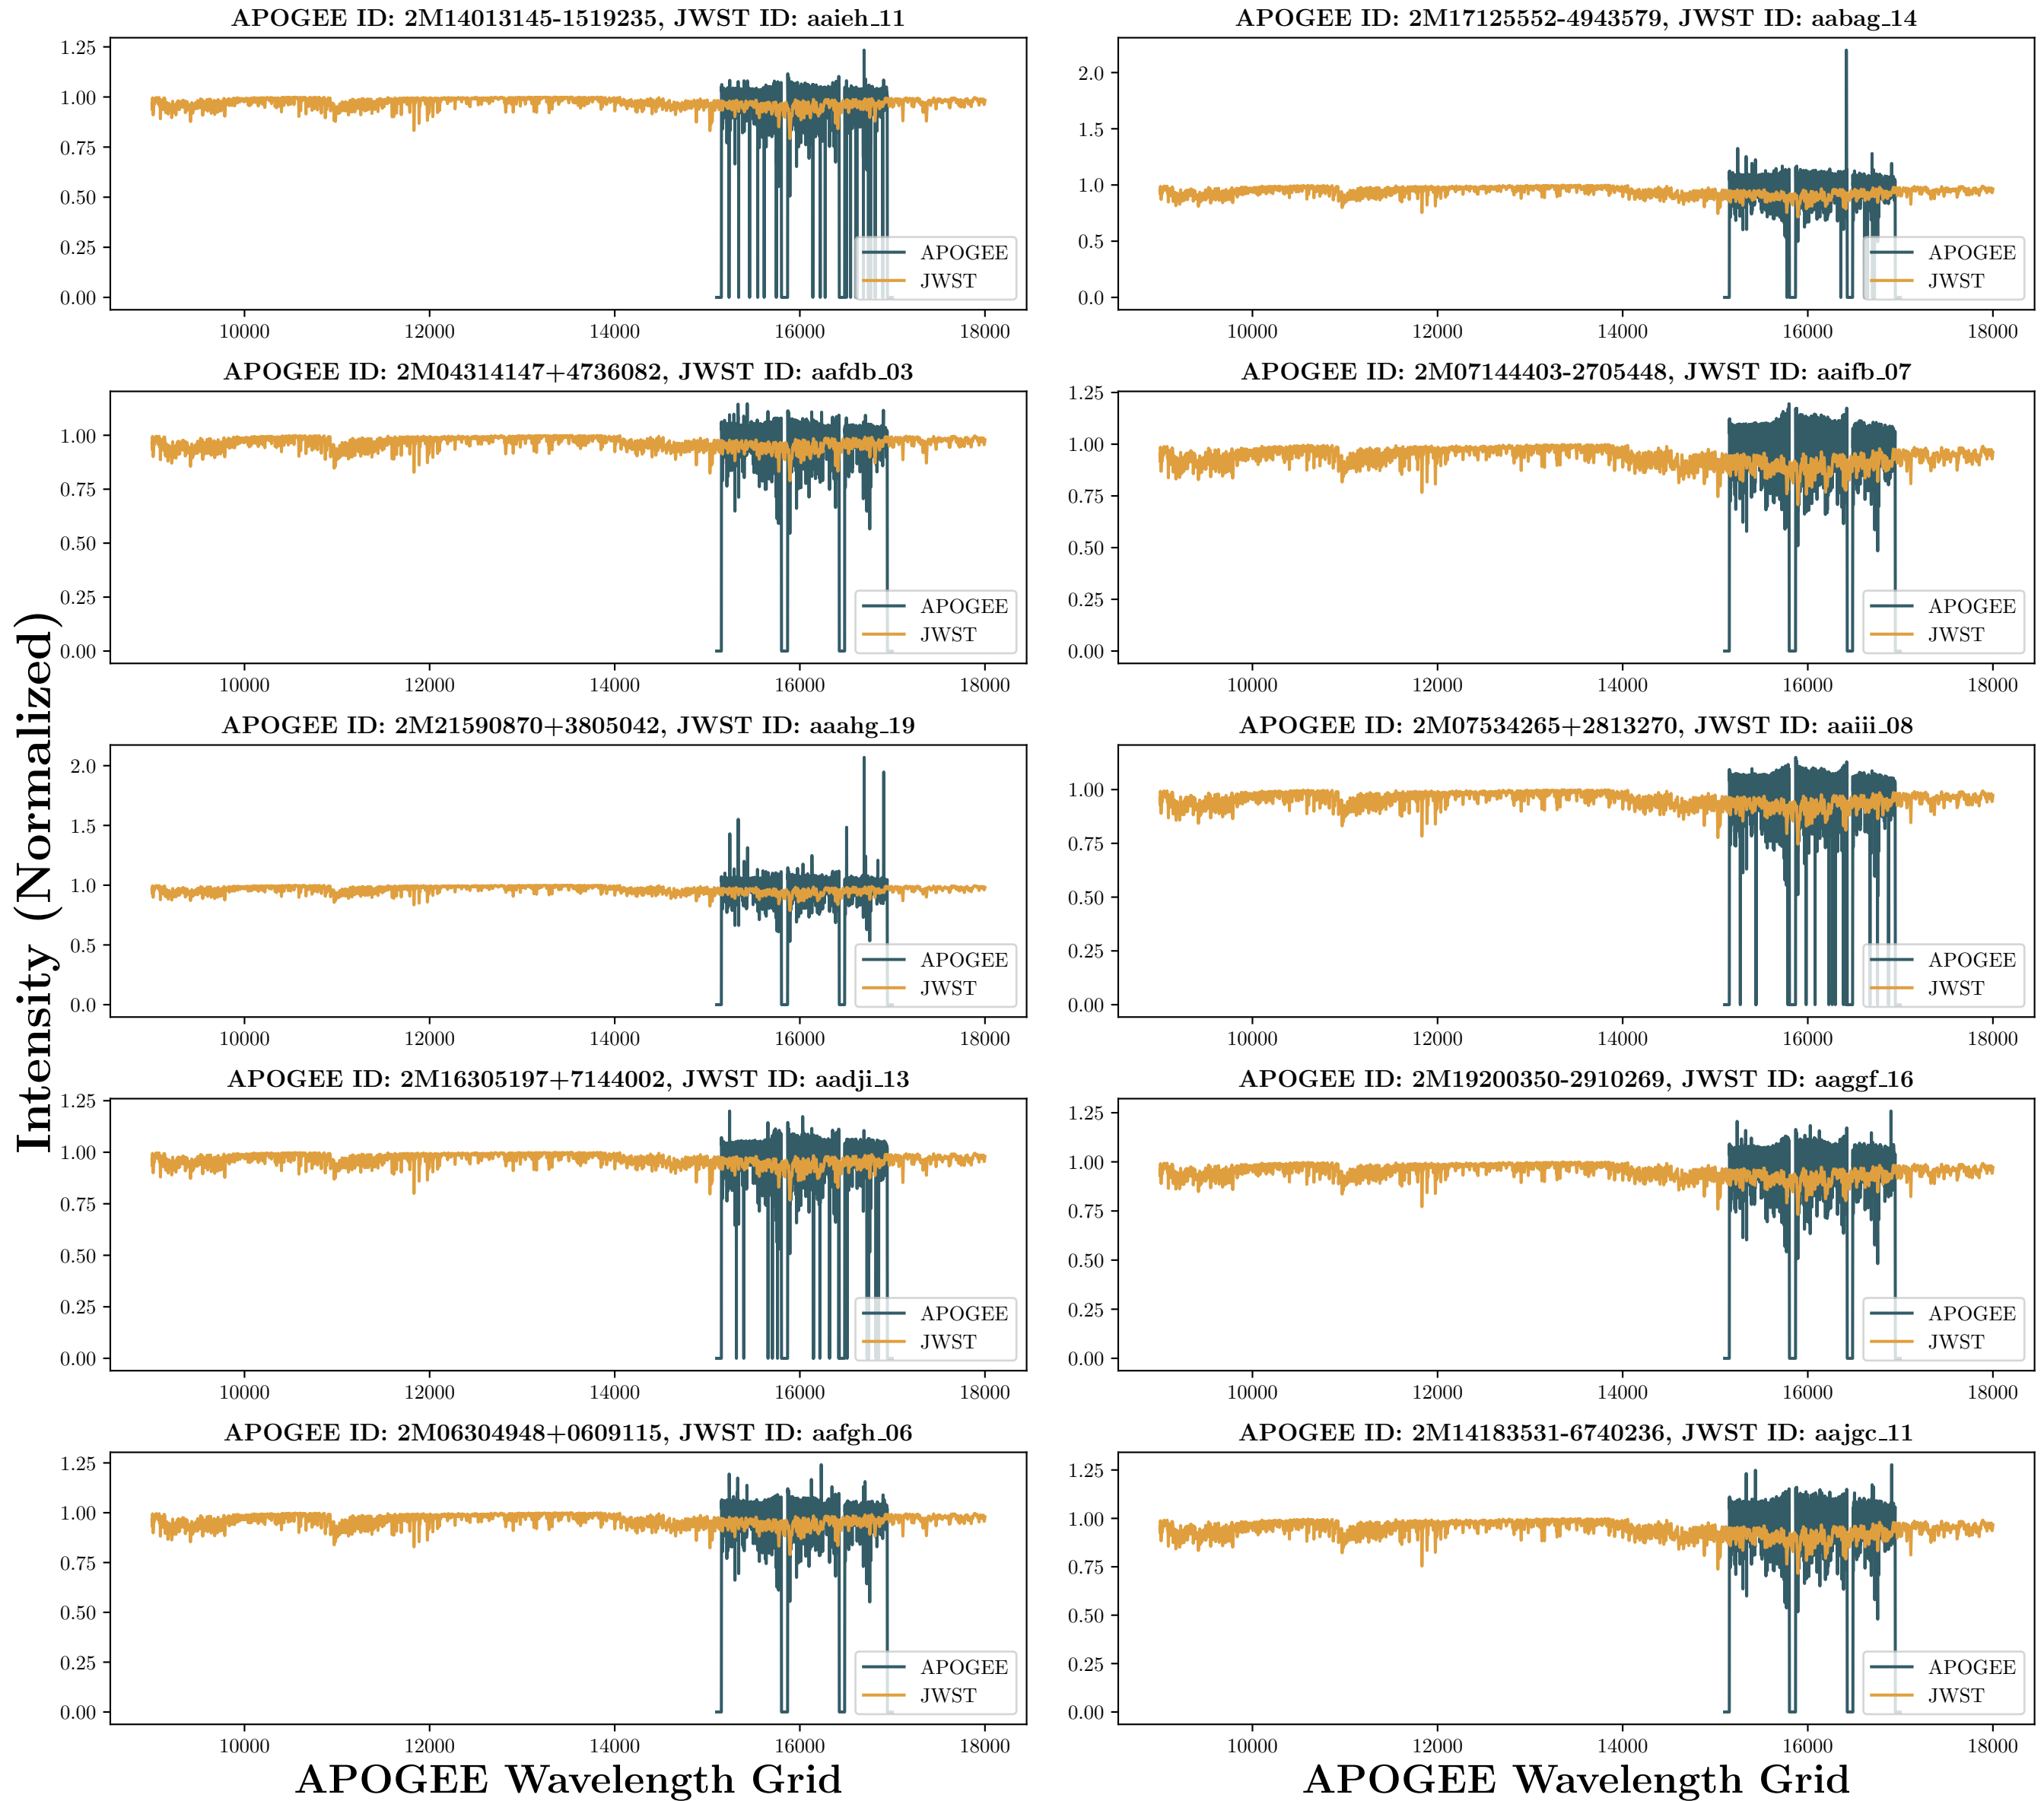 APOGEE ID: 2M14013145-1519235, JWST ID: aaieh_11
1.25
1.00
0.75
0.50
0.25
0.00
APOGEE
JWST
10000 12000 14000 16000 18000
APOGEE ID: 2M17125552-4943579, JWST ID: aabag_14
2.0
1.5
1.0
0.5
0.0
APOGEE
JWST
10000 12000 14000 16000 18000
APOGEE ID: 2M04314147+4736082, JWST ID: aafdb_03
1.00
0.75
0.50
0.25
0.00
APOGEE
JWST
10000 12000 14000 16000 18000
APOGEE ID: 2M07144403-2705448, JWST ID: aaifb_07
1.25
1.00
0.75
0.50
0.25
0.00
APOGEE
JWST
10000 12000 14000 16000 18000
Intensity (Normalized)
APOGEE ID: 2M21590870+3805042, JWST ID: aaahg_19
2.0
1.5
1.0
0.5
0.0
APOGEE
JWST
10000 12000 14000 16000 18000
APOGEE ID: 2M07534265+2813270, JWST ID: aaiii_08
1.00
0.75
0.50
0.25
0.00
APOGEE
JWST
10000 12000 14000 16000 18000
APOGEE ID: 2M16305197+7144002, JWST ID: aadji_13
1.25
1.00
0.75
0.50
0.25
0.00
APOGEE
JWST
10000 12000 14000 16000 18000
APOGEE ID: 2M19200350-2910269, JWST ID: aaggf_16
1.25
1.00
0.75
0.50
0.25
0.00
APOGEE
JWST
10000 12000 14000 16000 18000
APOGEE ID: 2M06304948+0609115, JWST ID: aafgh_06
1.25
1.00
0.75
0.50
0.25
0.00
APOGEE
JWST
10000 12000 14000 16000 18000
APOGEE Wavelength Grid
APOGEE ID: 2M14183531-6740236, JWST ID: aajgc_11
1.25
1.00
0.75
0.50
0.25
0.00
APOGEE
JWST
10000 12000 14000 16000 18000
APOGEE Wavelength Grid